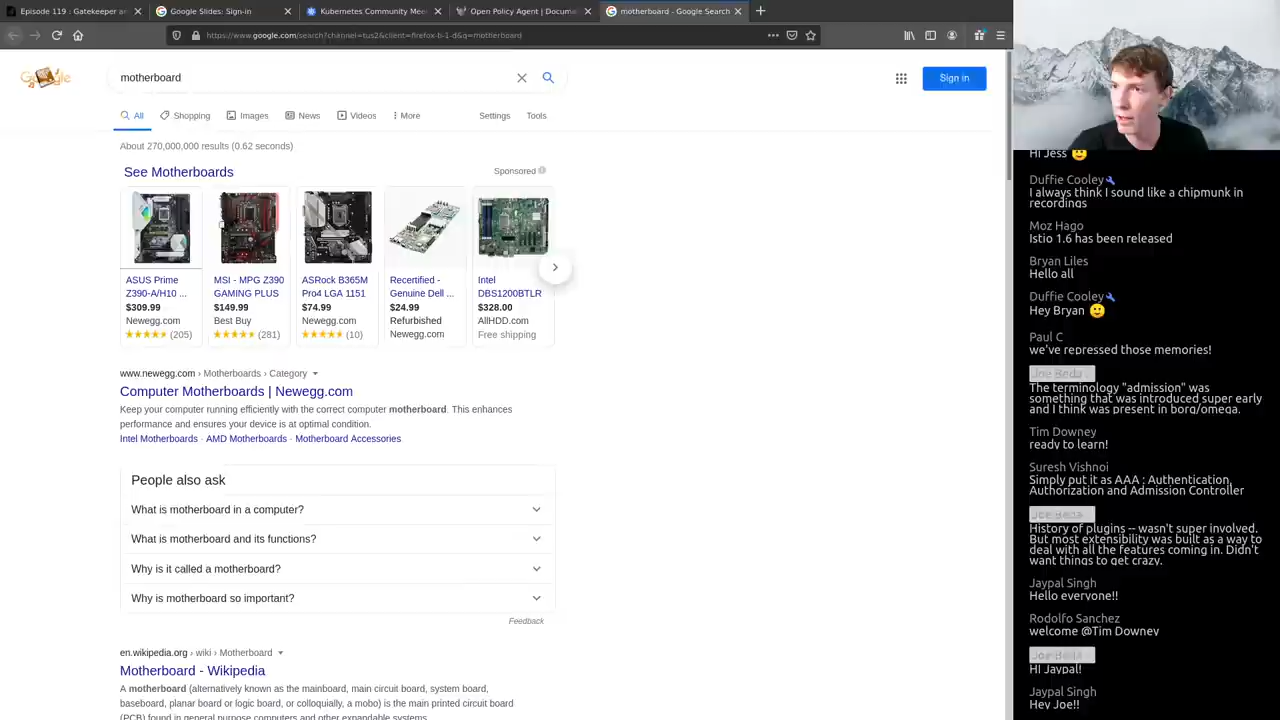 Episode 119 : Gatekeeper an
Google Slides: Sign-in
Kubernetes Community Mee
Open Policy Agent | Docume
motherboard - Google Search
https://www.google.com/search?channel=tus2&client=firefox-b-1-d&q=motherboard
motherboard
Sign in
All
Shopping
Images
News
Videos
More
Settings
Tools
About 270,000,000 results (0.62 seconds)
See Motherboards
Sponsored
ASUS Prime
Z390-A/H10 ...
$309.99
Newegg.com
(205)
MSI - MPG Z390
GAMING PLUS
$149.99
Best Buy
(281)
ASRock B365M
Pro4 LGA 1151
$74.99
Newegg.com
(10)
Recertified -
Genuine Dell ...
$24.99
Refurbished
Newegg.com
Intel
DBS1200BTLR
$328.00
AllHDD.com
Free shipping
www.newegg.com › Motherboards › Category
Computer Motherboards | Newegg.com
Keep your computer running efficiently with the correct computer motherboard. This enhances
performance and ensures your device is at optimal condition.
Intel Motherboards · AMD Motherboards · Motherboard Accessories
People also ask
What is motherboard in a computer?
What is motherboard and its functions?
Why is it called a motherboard?
Why is motherboard so important?
Feedback
en.wikipedia.org › wiki › Motherboard
Motherboard - Wikipedia
A motherboard (alternatively known as the mainboard, main circuit board, system board,
baseboard, planar board or logic board, or colloquially, a mobo) is the main printed circuit board
(PCB) found in general purpose computers and other expandable systems.
Hi Jess
Duffie Cooley
I always think I sound like a chipmunk in
recordings
Moz Hago
Istio 1.6 has been released
Bryan Liles
Hello all
Duffie Cooley
Hey Bryan
Paul C
we've repressed those memories!
Joe Beda
The terminology "admission" was
something that was introduced super early
and I think was present in borg/omega.
Tim Downey
ready to learn!
Suresh Vishnoi
Simply put it as AAA : Authentication,
Authorization and Admission Controller
Joe Beda
History of plugins -- wasn't super involved.
But most extensibility was built as a way to
deal with all the features coming in. Didn't
want things to get crazy.
Jaypal Singh
Hello everyone!!
Rodolfo Sanchez
welcome @Tim Downey
Joe Beda
HI Jaypal!
Jaypal Singh
Hey Joe!!